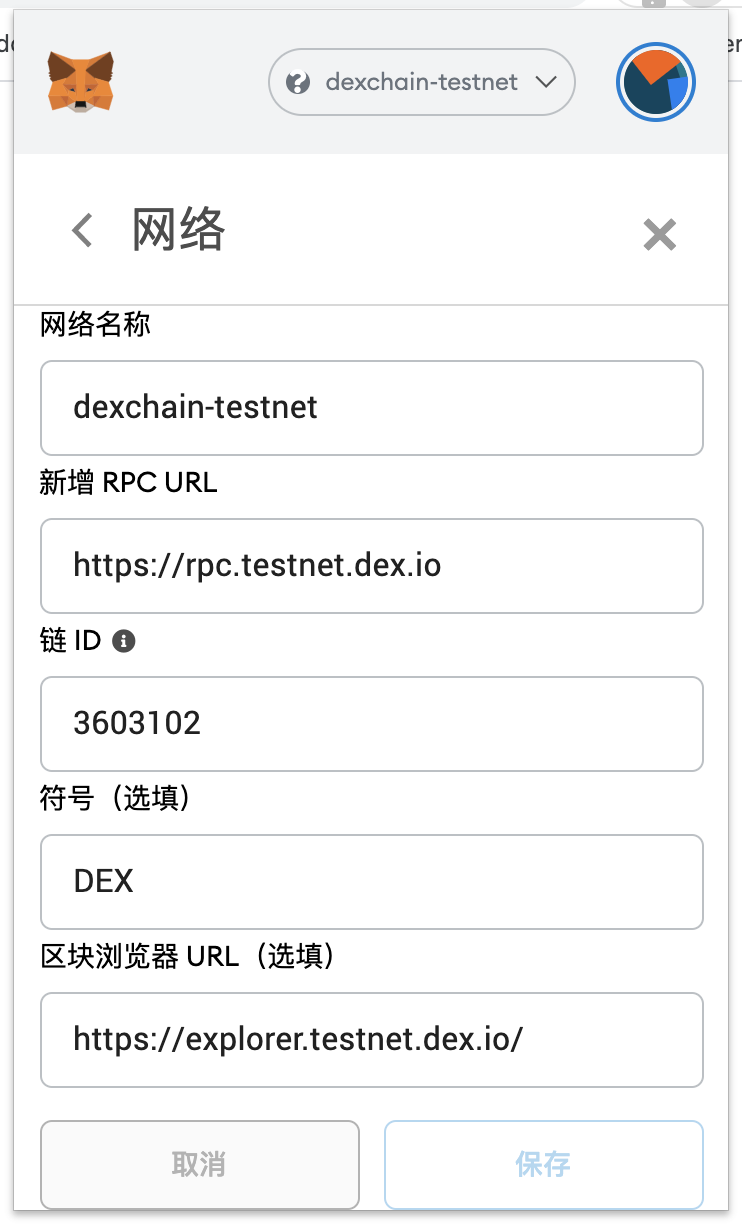 dexchain-testnet
网络
网络名称
dexchain-testnet
新增 RPC URL
https://rpc.testnet.dex.io
链 ID
3603102
符号（选填）
DEX
区块浏览器 URL（选填）
https://explorer.testnet.dex.io/
取消
保存